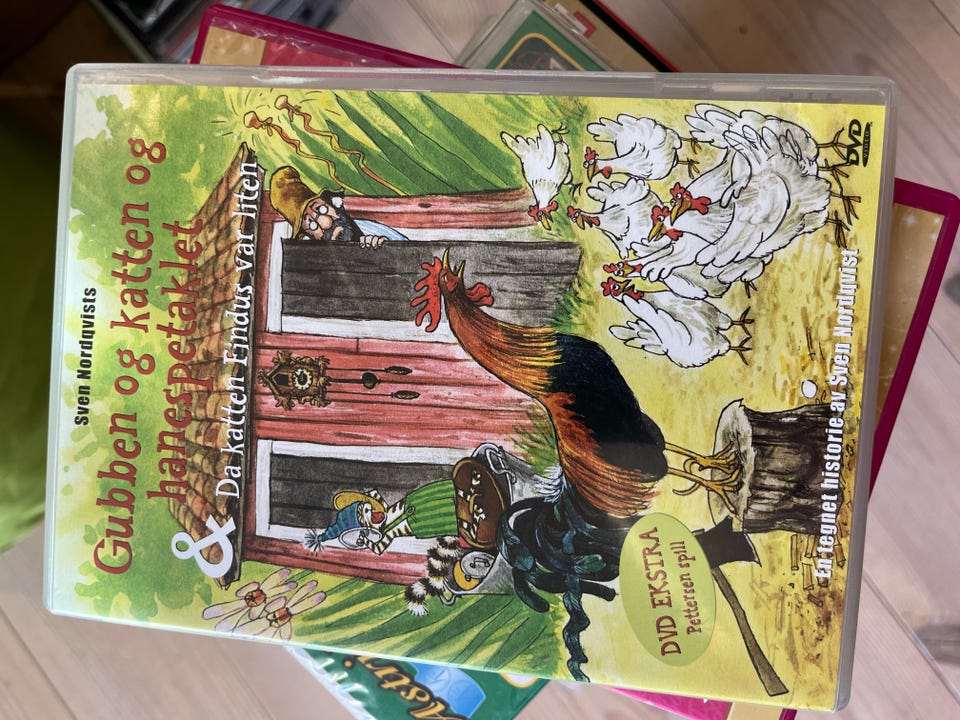 Sven Nordqvists
Gubben og katten og
hanespetaklet
& Da katten Findus var liten
DVD EKSTRA
Pettersen spill
En tegnet historie av Sven Nordqvist
DVD
Astri